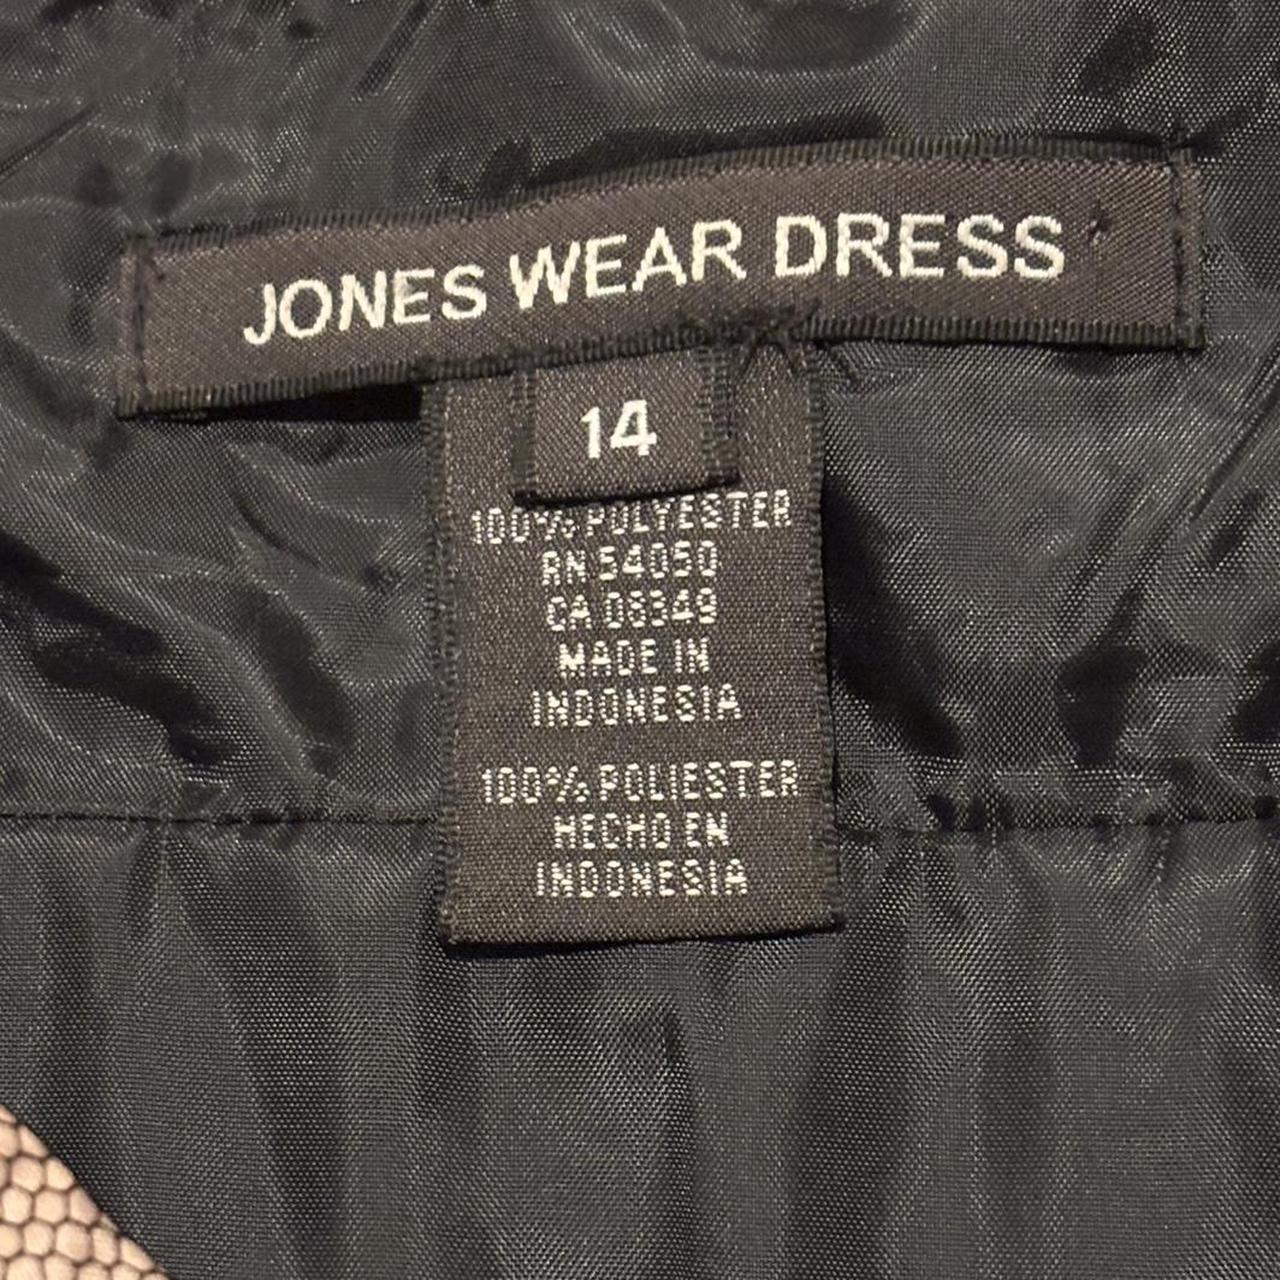 JONES WEAR DRESS
14
100% POLYESTER
RN 54050
CA 08349
MADE IN
INDONESIA
100% POLIESTER
HECHO EN
INDONESIA